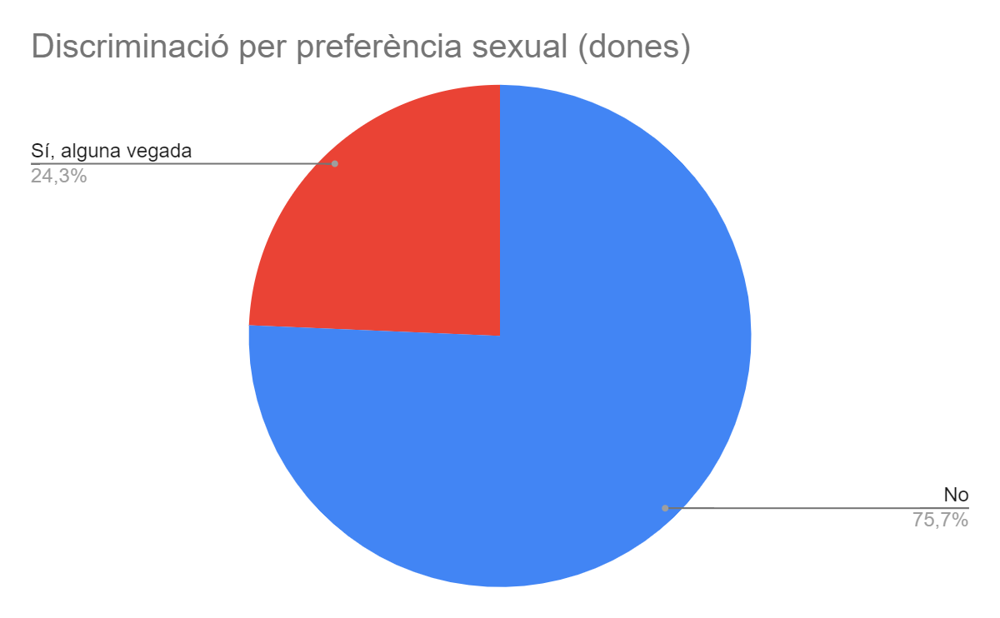 Discriminació per preferència sexual (dones)
Sí, alguna vegada
24,3%
No
75,7%